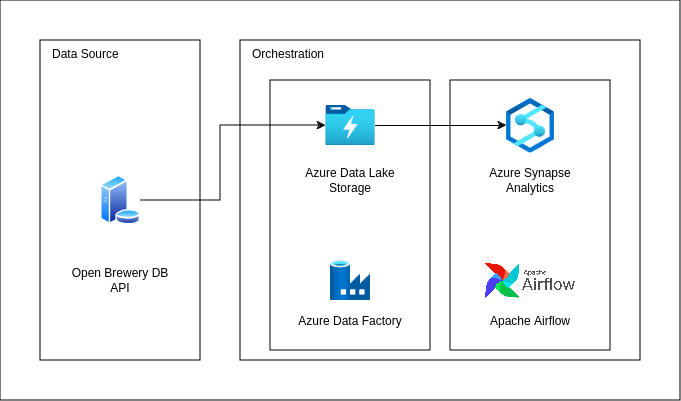 Data Source
Orchestration
Azure Data Lake
Storage
Azure Synapse
Analytics
Open Brewery DB
API
Apache
Airflow
Azure Data Factory
Apache Airflow